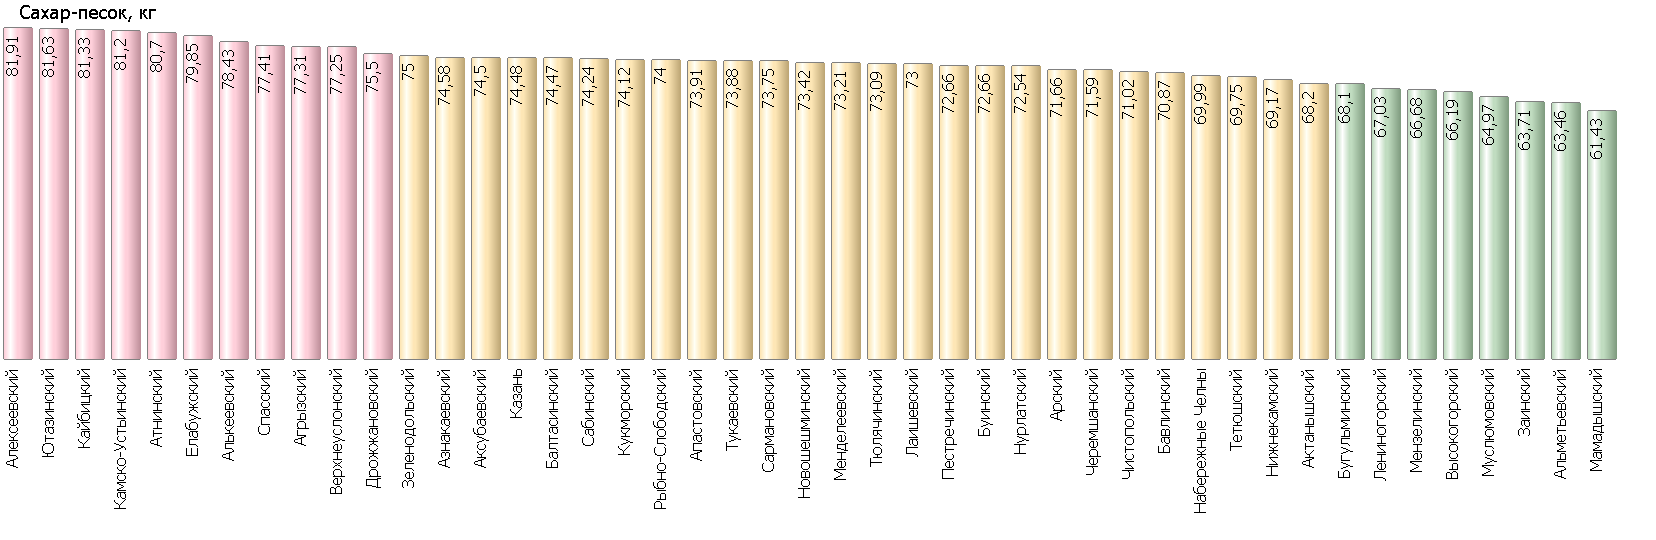 Сахар-песок, кг
81,91
81,63
81,33
81,2
80,7
79,85
78,43
77,41
77,31
77,25
75,5
75
74,58
74,5
74,48
74,47
74,24
74,12
74
73,91
73,88
73,75
73,42
73,21
73,09
73
72,66
72,66
72,54
71,66
71,59
71,02
70,87
69,99
69,75
69,17
68,2
68,1
67,03
66,68
66,19
64,97
63,71
63,46
61,43
Алексеевский
Ютазинский
Кайбицкий
Камско-Устьинский
Атнинский
Елабужский
Алькеевский
Спасский
Агрызский
Верхнеуслонский
Дрожжановский
Зеленодольский
Азнакаевский
Аксубаевский
Казань
Балтасинский
Сабинский
Кукморский
Рыбно-Слободский
Апастовский
Тукаевский
Сармановский
Новошешминский
Менделеевский
Тюлячинский
Лаишевский
Пестречинский
Буинский
Нурлатский
Арский
Черемшанский
Чистопольский
Бавлинский
Набережные Челны
Тетюшский
Нижнекамский
Актанышский
Бугульминский
Лениногорский
Мензелинский
Высокогорский
Муслюмовский
Заинский
Альметьевский
Мамадышский